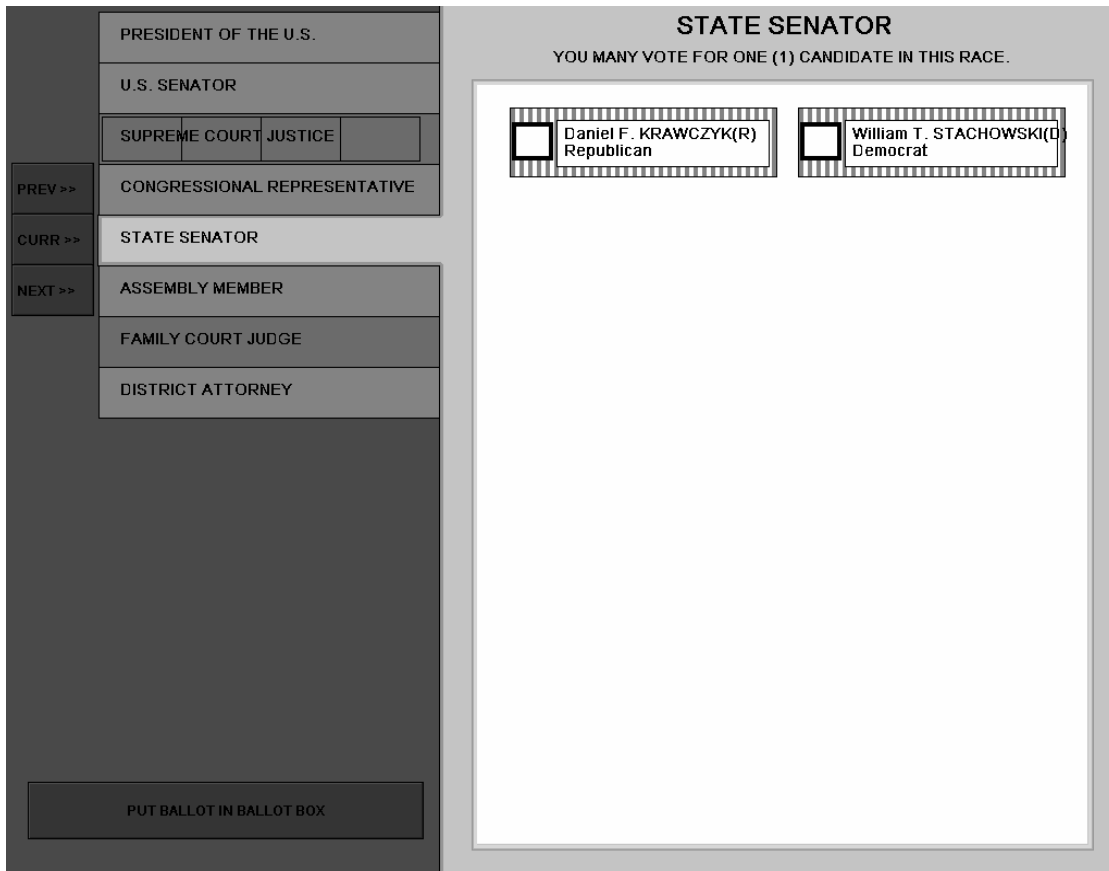 PRESIDENT OF THE U.S.
U.S. SENATOR
SUPREME COURT JUSTICE
CONGRESSIONAL REPRESENTATIVE
STATE SENATOR
ASSEMBLY MEMBER
FAMILY COURT JUDGE
DISTRICT ATTORNEY
PREV >>
CURR >>
NEXT >>
PUT BALLOT IN BALLOT BOX
STATE SENATOR
YOU MANY VOTE FOR ONE (1) CANDIDATE IN THIS RACE.
Daniel F. KRAWCZYK(R)
Republican
William T. STACHOWSKI(D)
Democrat